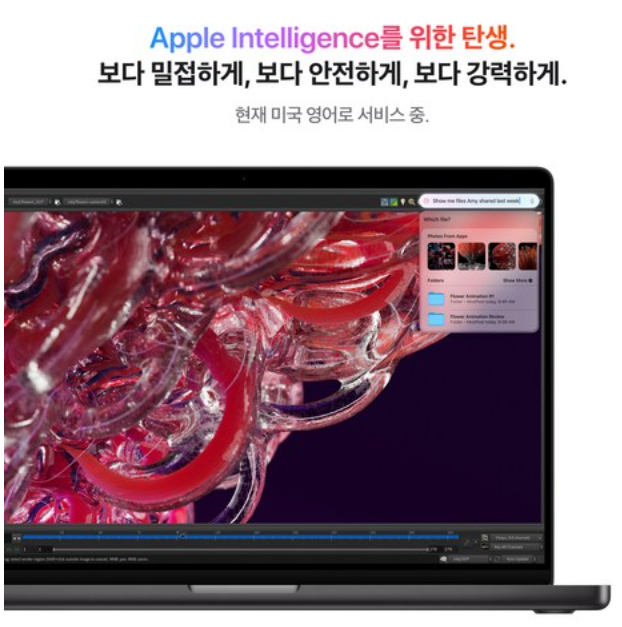 Apple Intelligence를 위한 탄생.
보다 밀접하게, 보다 안전하게, 보다 강력하게.
현재 미국 영어로 서비스 중.
Show me files Amy shared last week
Which file?
Photos From Apps
Folders Show More
Flower Animation R1
Flower Animation Review